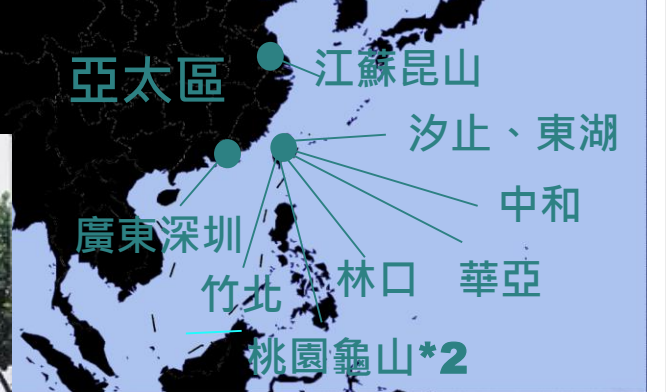 亞太區
江蘇昆山
汐止、東湖
中和
廣東深圳
華亞
林口
竹北
桃園龜山*2